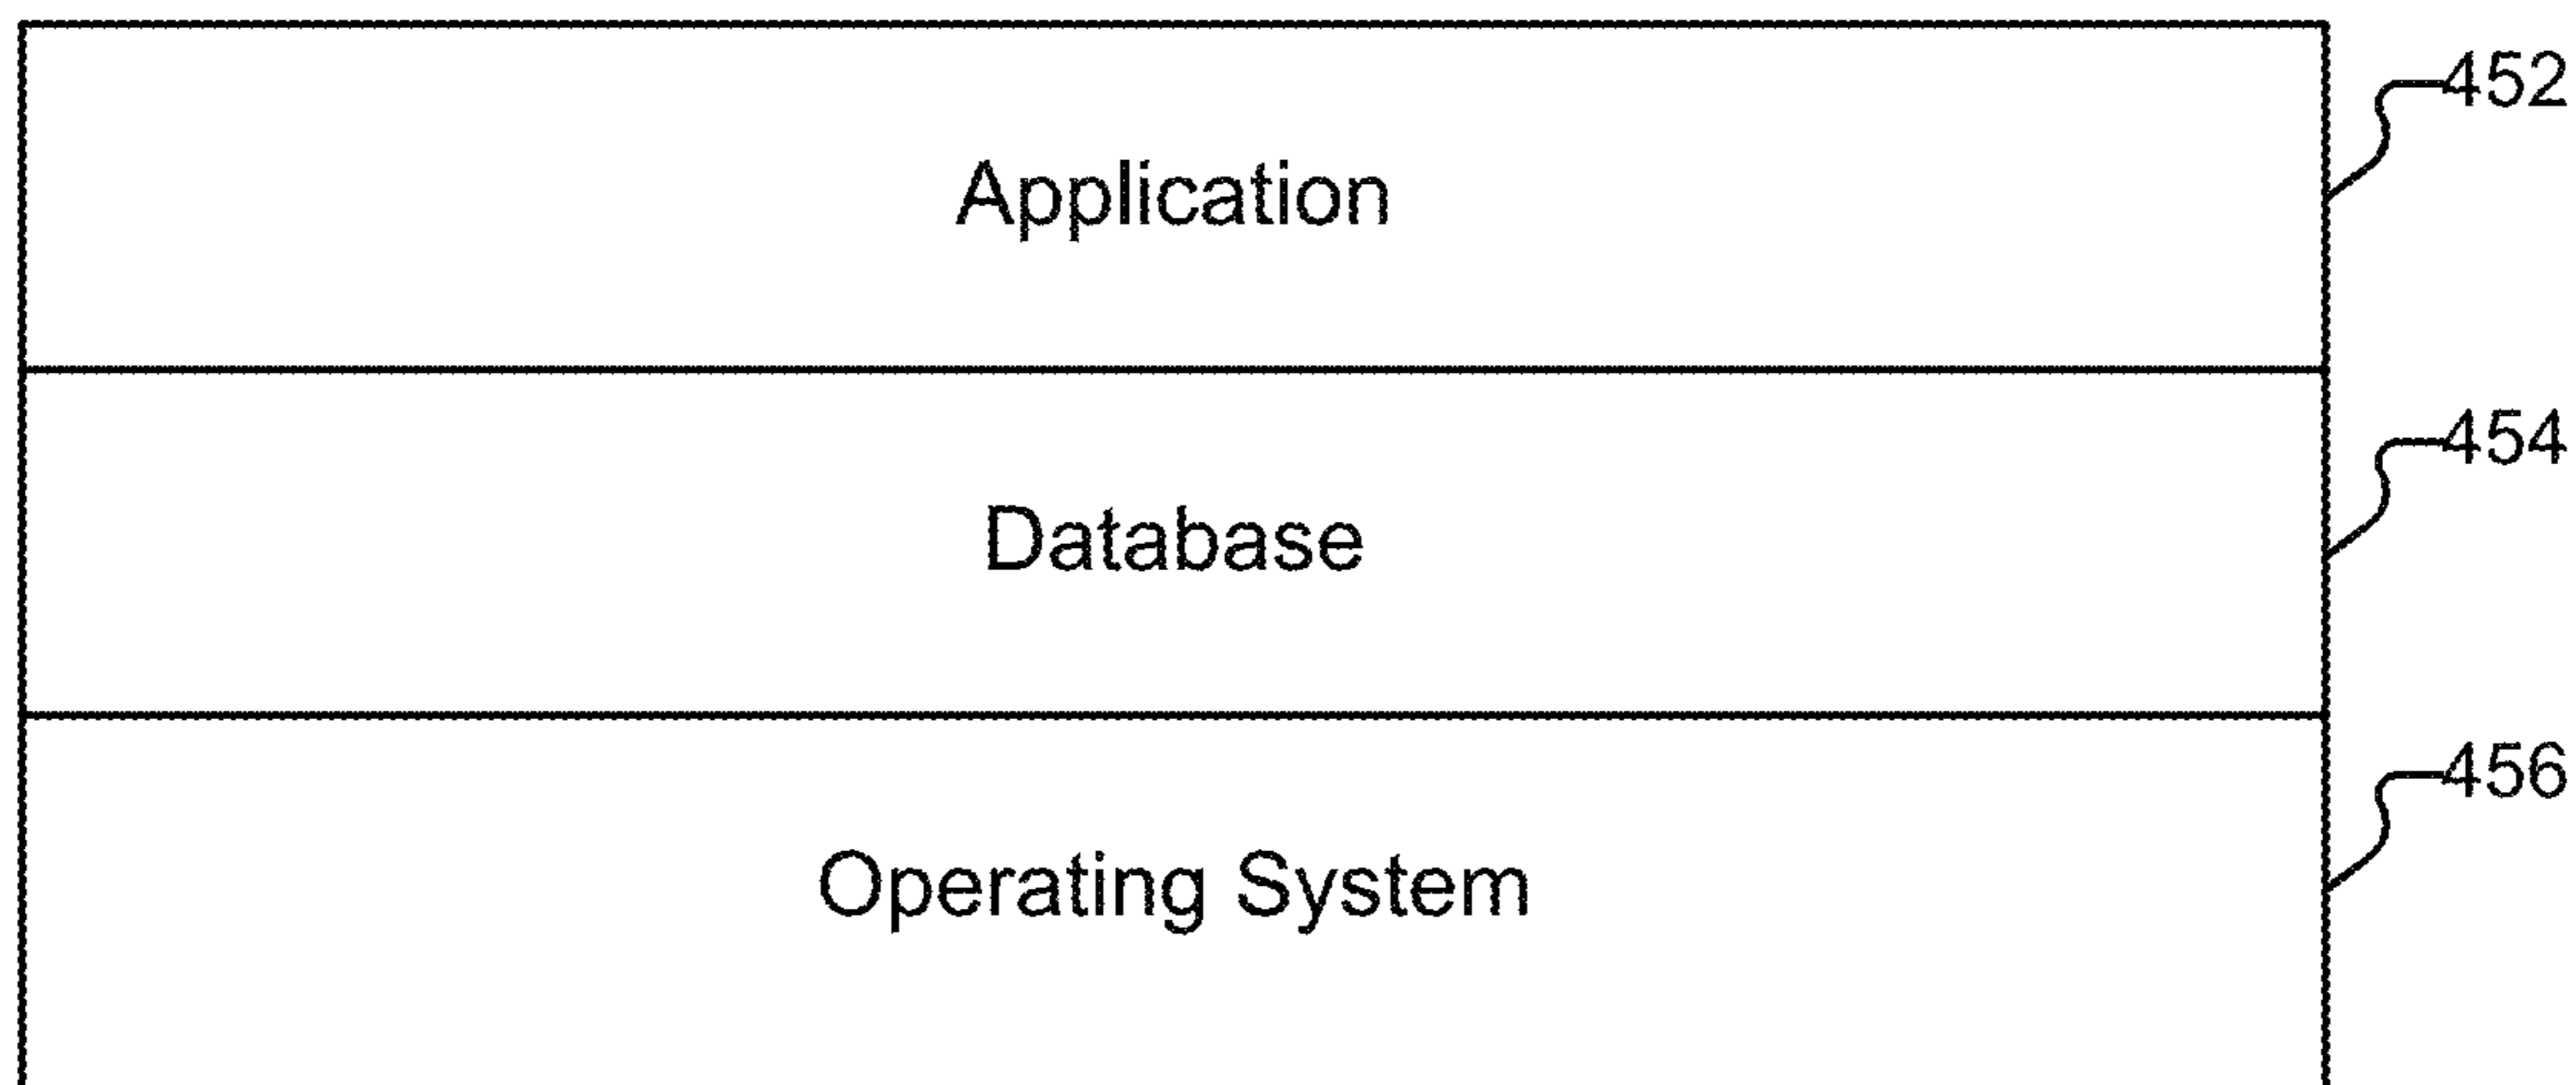 452
Application
454
Database
456
Operating System